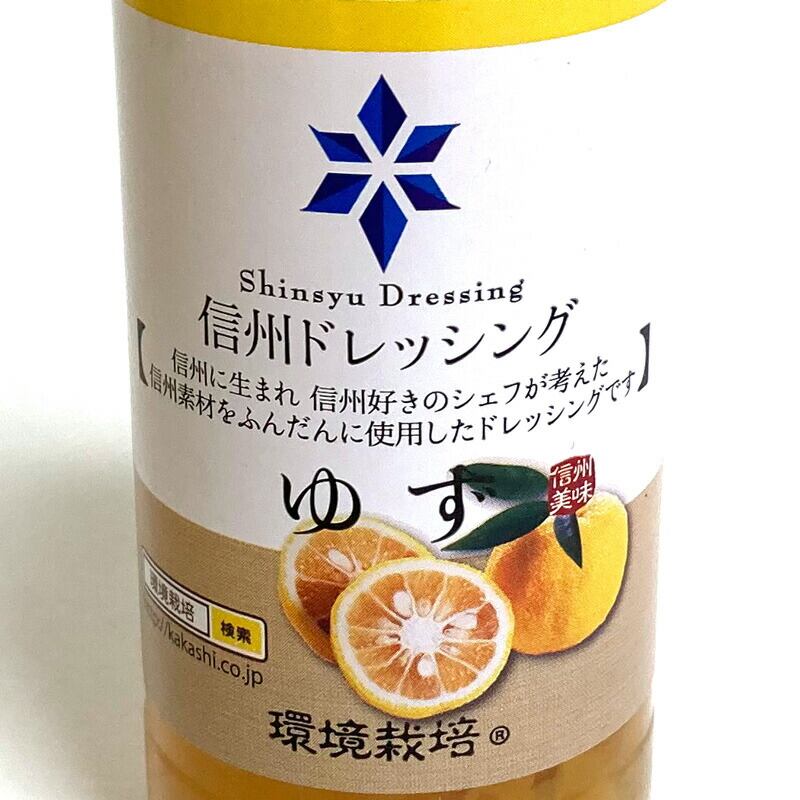 Shinsyu Dressing
信州ドレッシング
【信州に生まれ 信州好きのシェフが考えた
信州素材をふんだんに使用したドレッシングです】
ゆず
信州
美味
環境栽培 検索
http://kakashi.co.jp
環境栽培®